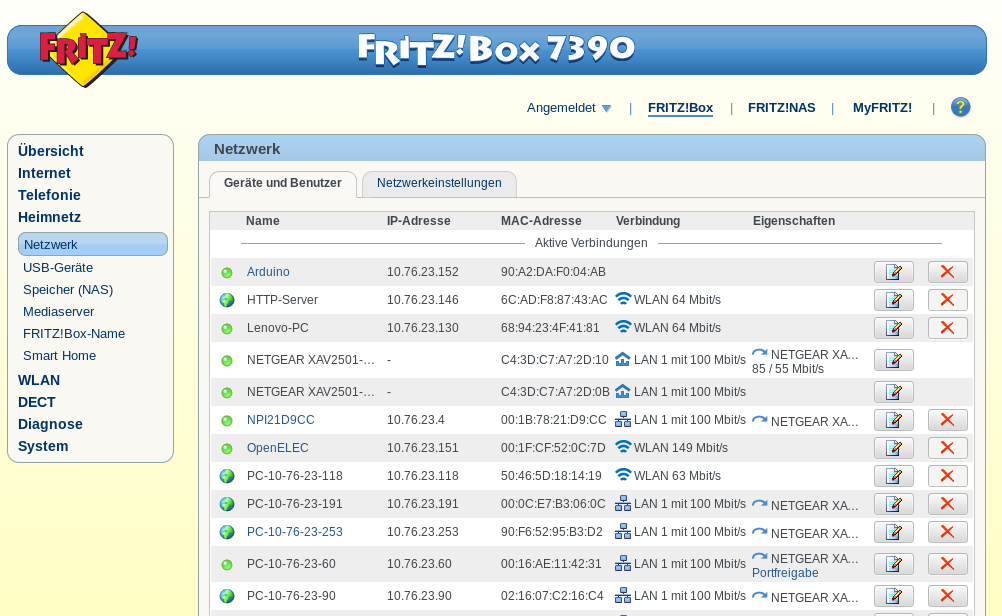 FRITZ! FRITZ!Box 7390
Angemeldet | FRITZ!Box | FRITZ!NAS | MyFRITZ! | ?
Übersicht
Internet
Telefonie
Heimnetz
Netzwerk
USB-Geräte
Speicher (NAS)
Mediaserver
FRITZ!Box-Name
Smart Home
WLAN
DECT
Diagnose
System
Netzwerk
Geräte und Benutzer Netzwerkeinstellungen
Name IP-Adresse MAC-Adresse Verbindung Eigenschaften
Aktive Verbindungen
Arduino 10.76.23.152 90:A2:DA:F0:04:AB
HTTP-Server 10.76.23.146 6C:AD:F8:87:43:AC WLAN 64 Mbit/s
Lenovo-PC 10.76.23.130 68:94:23:4F:41:81 WLAN 64 Mbit/s
NETGEAR XAV2501-... - C4:3D:C7:A7:2D:10 LAN 1 mit 100 Mbit/s NETGEAR XA...
85 / 55 Mbit/s
NETGEAR XAV2501-... - C4:3D:C7:A7:2D:0B LAN 1 mit 100 Mbit/s
NPI21D9CC 10.76.23.4 00:1B:78:21:D9:CC LAN 1 mit 100 Mbit/s NETGEAR XA...
OpenELEC 10.76.23.151 00:1F:CF:52:0C:7D WLAN 149 Mbit/s
PC-10-76-23-118 10.76.23.118 50:46:5D:18:14:19 WLAN 63 Mbit/s
PC-10-76-23-191 10.76.23.191 00:0C:E7:B3:06:0C LAN 1 mit 100 Mbit/s NETGEAR XA...
PC-10-76-23-253 10.76.23.253 90:F6:52:95:B3:D2 LAN 1 mit 100 Mbit/s NETGEAR XA...
PC-10-76-23-60 10.76.23.60 00:16:AE:11:42:31 LAN 1 mit 100 Mbit/s NETGEAR XA...
Portfreigabe
PC-10-76-23-90 10.76.23.90 02:16:07:C2:16:C4 LAN 1 mit 100 Mbit/s NETGEAR XA...